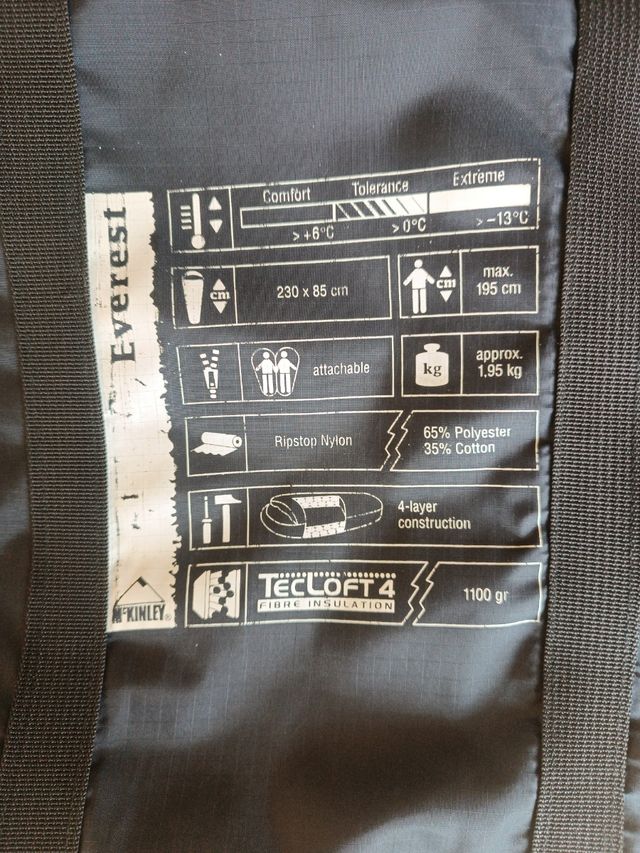 Everest
Comfort
Tolerance
Extreme
> +6°C
> 0°C
> –13°C
cm
230 x 85 cm
cm
max.
195 cm
attachable
kg
approx.
1.95 kg
Ripstop Nylon
65% Polyester
35% Cotton
4-layer
construction
McKINLEY®
TECLOFT 4
FIBRE INSULATION
1100 gr